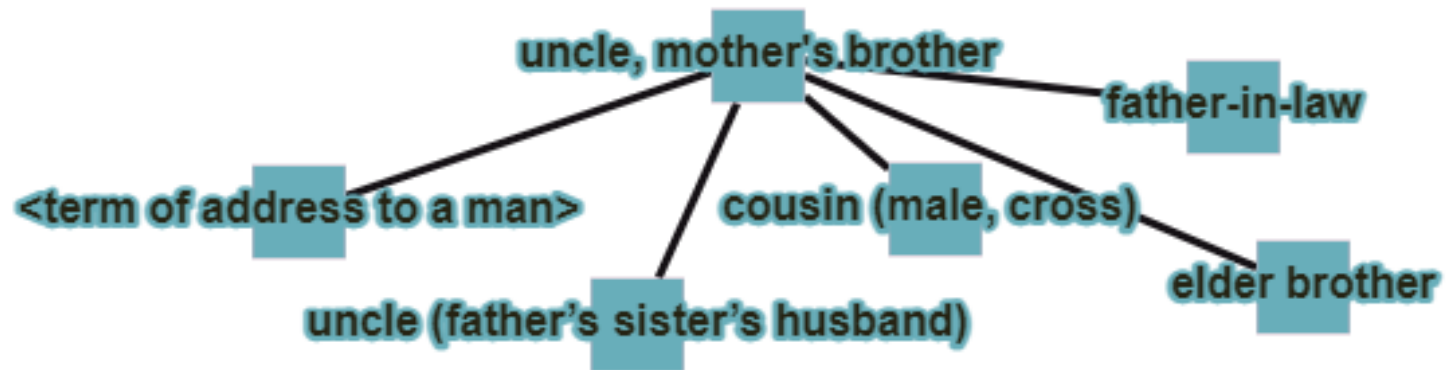 uncle, mother's brother
father-in-law
<term of address to a man>
cousin (male, cross)
elder brother
uncle (father’s sister’s husband)